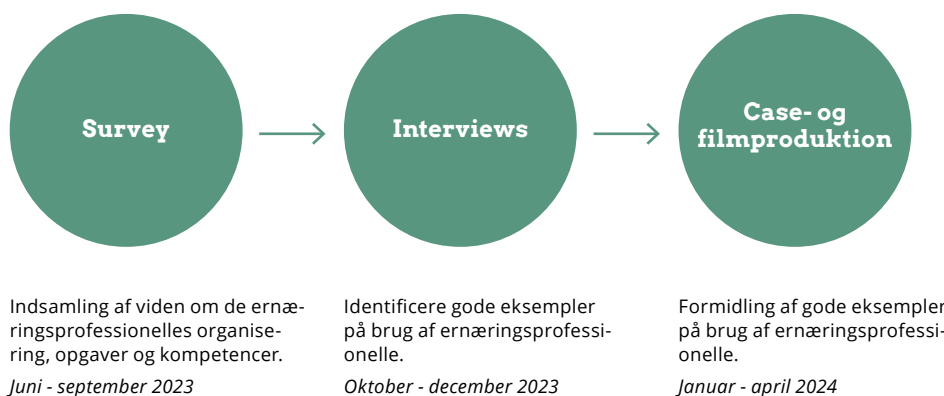 Survey
Interviews
Case- og
filmproduktion
Indsamling af viden om de ernæ-
ringsprofessionelles organise-
ring, opgaver og kompetencer.
Juni - september 2023
Identificere gode eksempler
på brug af ernæringsprofessi-
onelle.
Oktober - december 2023
Formidling af gode eksempler
på brug af ernæringsprofessi-
onelle.
Januar - april 2024